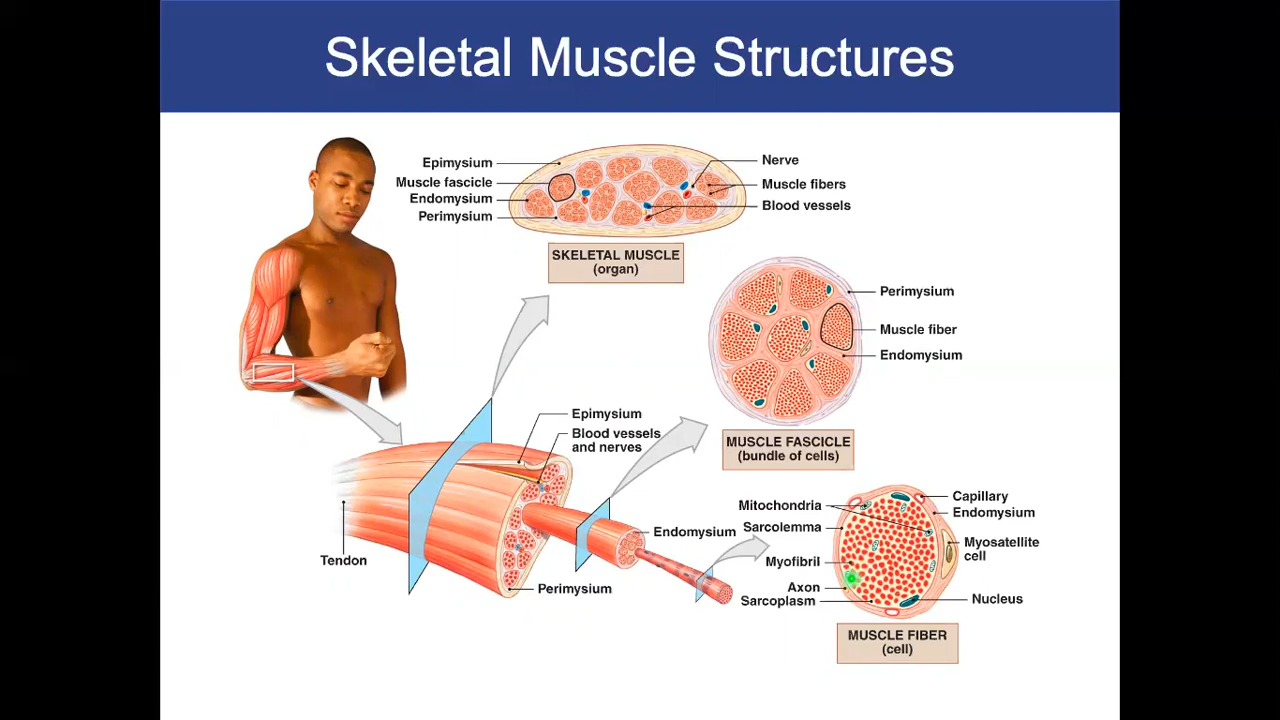 Skeletal Muscle Structures
Epimysium
Muscle fascicle
Endomysium
Perimysium
Nerve
Muscle fibers
Blood vessels
SKELETAL MUSCLE
(organ)
Perimysium
Muscle fiber
Endomysium
MUSCLE FASCICLE
(bundle of cells)
Epimysium
Blood vessels
and nerves
Endomysium
Tendon
Perimysium
Mitochondria
Sarcolemma
Myofibril
Axon
Sarcoplasm
Capillary
Endomysium
Myosatellite
cell
Nucleus
MUSCLE FIBER
(cell)